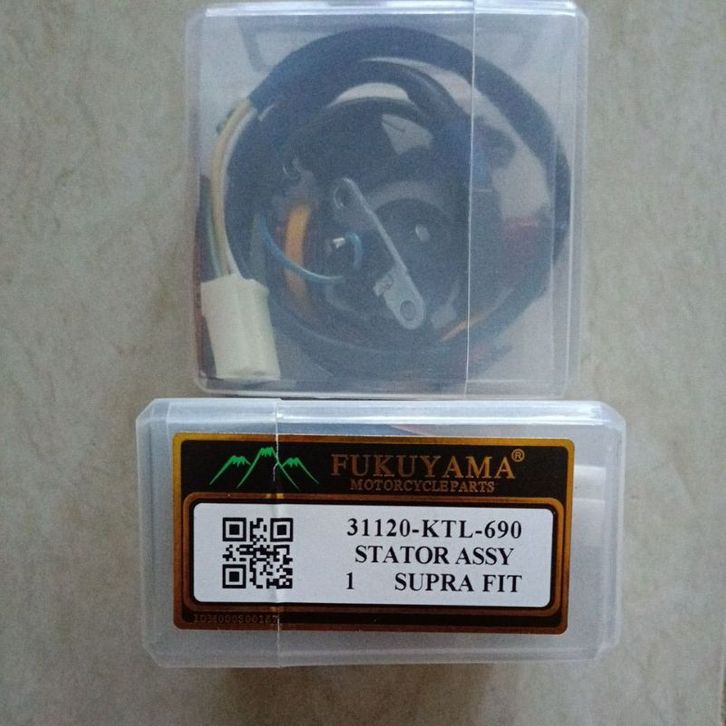 FUKUYAMA®
MOTORCYCLEPARTS
31120-KTL-690
STATOR ASSY
1 SUPRA FIT